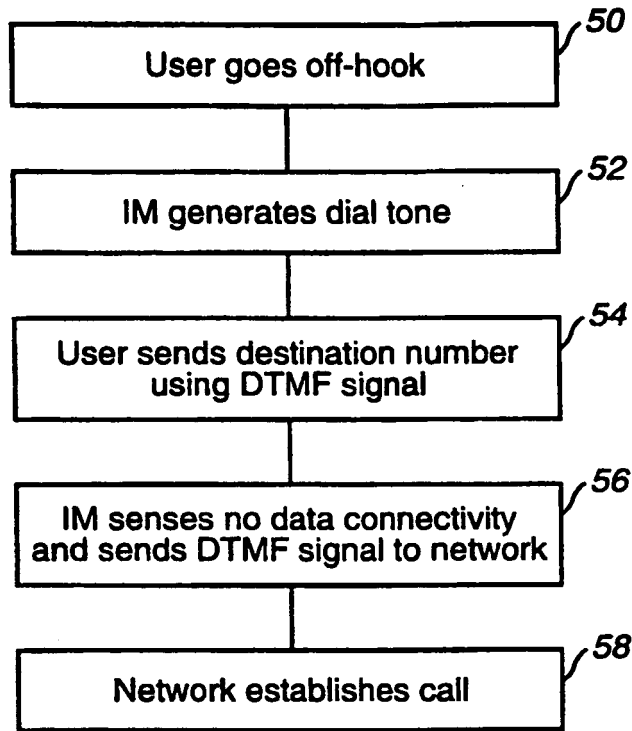 50
User goes off-hook
52
IM generates dial tone
54
User sends destination number
using DTMF signal
56
IM senses no data connectivity
and sends DTMF signal to network
58
Network establishes call